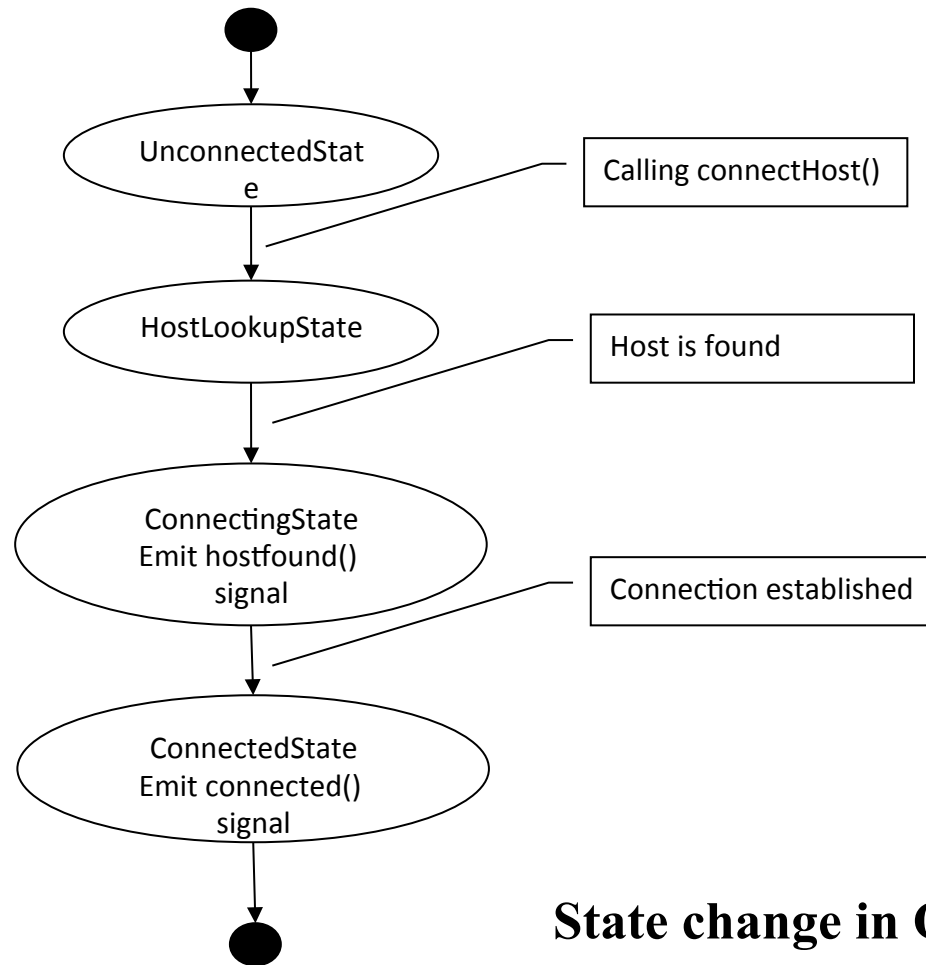 UnconnectedStat
e
Calling connectHost()
HostLookupState
Host is found
ConnectingState
Emit hostfound()
signal
Connection established
ConnectedState
Emit connected()
signal
State change in